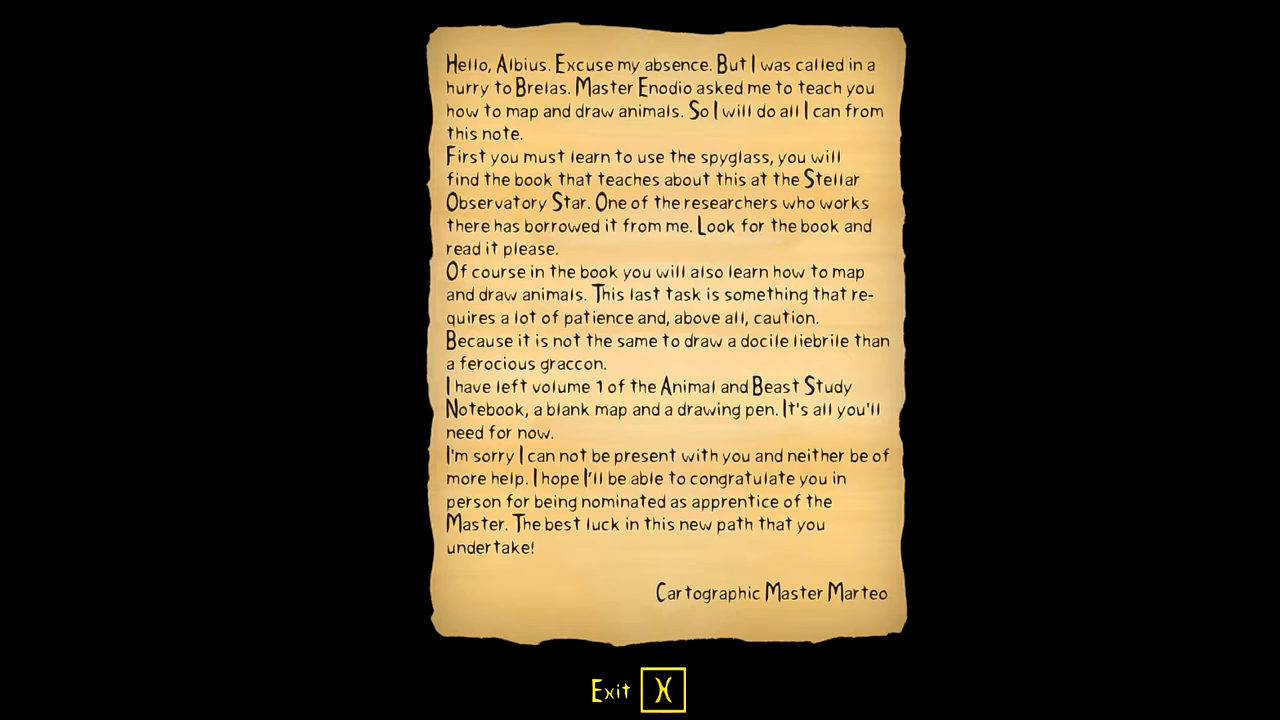 Hello, Albius. Excuse my absence. But I was called in a
hurry to Brelas. Master Enodio asked me to teach you
how to map and draw animals. So I will do all I can from
this note.
First you must learn to use the spyglass, you will
find the book that teaches about this at the Stellar
Observatory Star. One of the researchers who works
there has borrowed it from me. Look for the book and
read it please.
Of course in the book you will also learn how to map
and draw animals. This last task is something that re-
quires a lot of patience and, above all, caution.
Because it is not the same to draw a docile liebrile than
a ferocious graccon.
I have left volume 1 of the Animal and Beast Study
Notebook, a blank map and a drawing pen. It's all you'll
need for now.
I'm sorry I can not be present with you and neither be of
more help. I hope I'll be able to congratulate you in
person for being nominated as apprentice of the
Master. The best luck in this new path that you
undertake!
Cartographic Master Marteo
Exit X